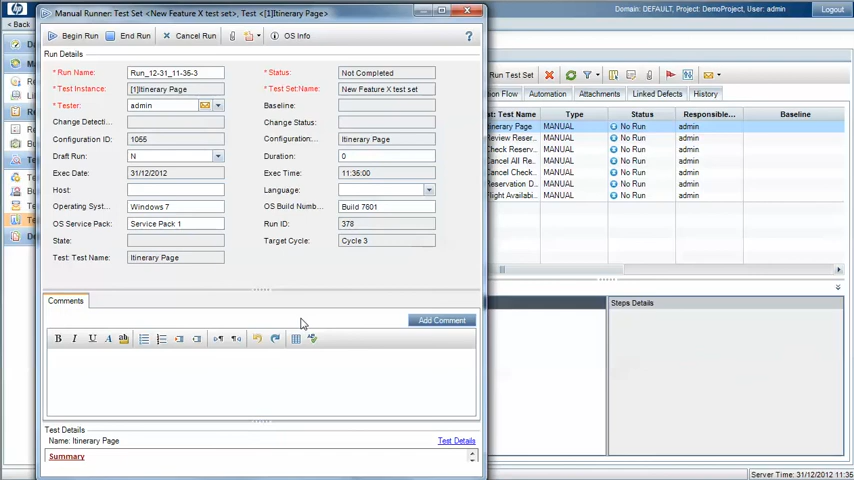 Manual Runner: Test Set <New Feature X test set>, Test <[1]Itinerary Page>
Domain: DEFAULT, Project: DemoProject, User: admin
Logout
< Back
Begin Run
End Run
Cancel Run
OS Info
Run Details
* Run Name: Run_12-31_11-35-3
* Status: Not Completed
* Test Instance: [1]Itinerary Page
* Test Set:Name: New Feature X test set
* Tester: admin
Baseline:
Change Detecti...
Change Status:
Configuration ID: 1055
Configuration:... Itinerary Page
Draft Run: N
Duration: 0
Exec Date: 31/12/2012
Exec Time: 11:35:00
Host:
Language:
Operating Syst... Windows 7
OS Build Numb... Build 7601
OS Service Pack: Service Pack 1
Run ID: 378
State:
Target Cycle: Cycle 3
Test: Test Name: Itinerary Page
Comments
Add Comment
B I U A ab
Test Details
Name: Itinerary Page
Test Details
Summary
Run Test Set
Automation
Attachments
Linked Defects
History
Test Name Type Status Responsible... Baseline
Page MANUAL No Run admin
Review Reser... MANUAL No Run admin
Check Reserv... MANUAL No Run admin
Cancel All Re... MANUAL No Run admin
Cancel Check... MANUAL No Run admin
Reservation D... MANUAL No Run admin
Flight Availabi... MANUAL No Run admin
Steps Details
Server Time: 31/12/2012 11:35